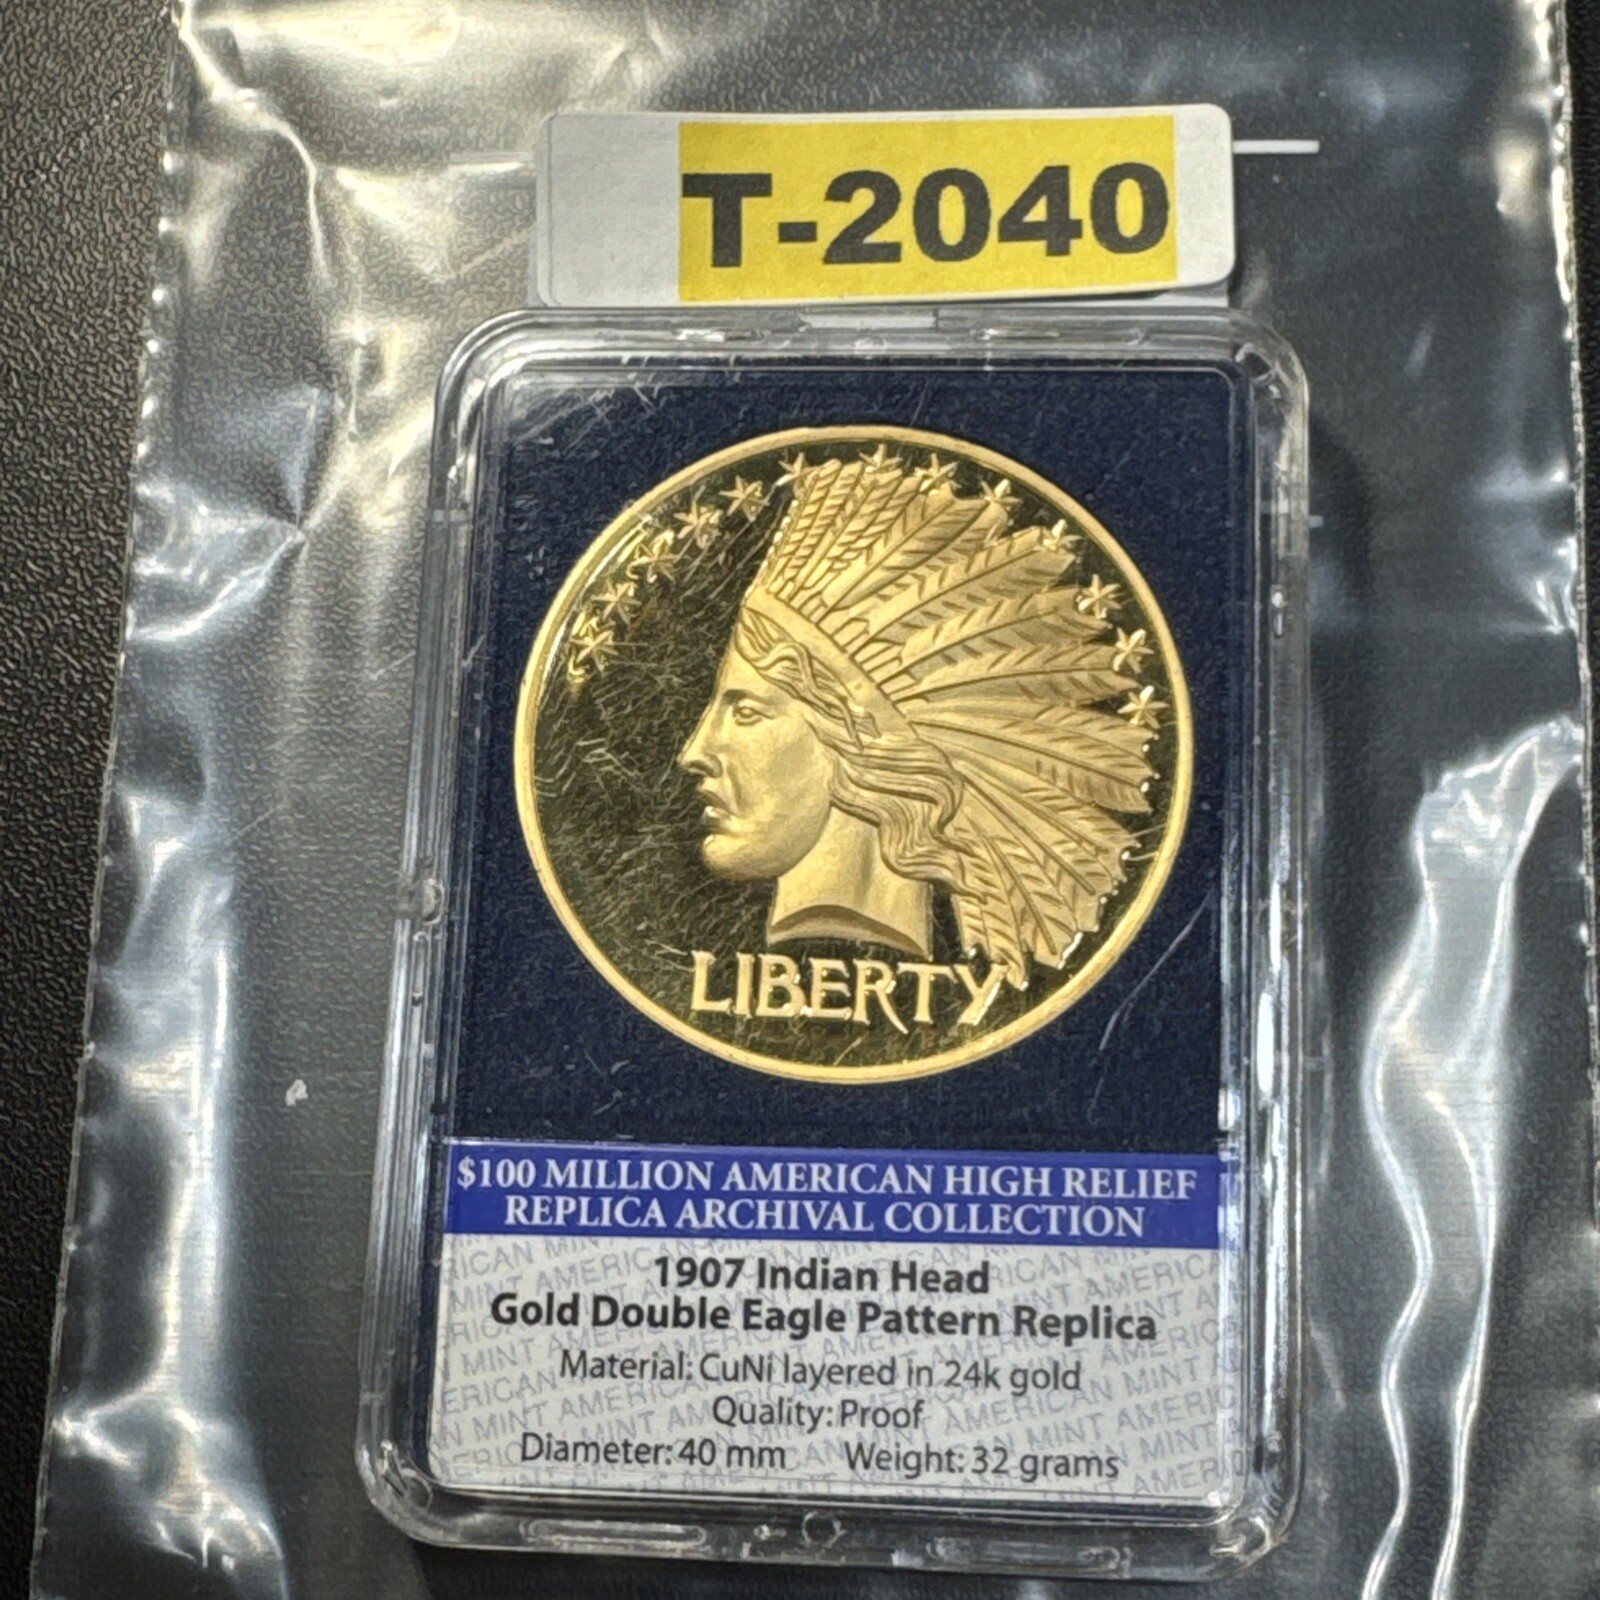 T-2040
LIBERTY
$100 MILLION AMERICAN HIGH RELIEF
REPLICA ARCHIVAL COLLECTION
1907 Indian Head
Gold Double Eagle Pattern Replica
Material: CuNi layered in 24k gold
Quality: Proof
Diameter: 40 mm Weight: 32 grams